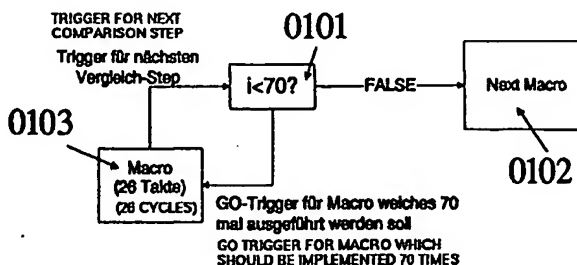 TRIGGER FOR NEXT
COMPARISON STEP
Trigger für nächsten
Vergleich-Step
0101
i<70?
FALSE
Next Macro
0102
0103
Macro
(26 Takte)
(26 CYCLES)
GO-Trigger für Macro welches 70
mal ausgeführt werden soll
GO TRIGGER FOR MACRO WHICH
SHOULD BE IMPLEMENTED 70 TIMES